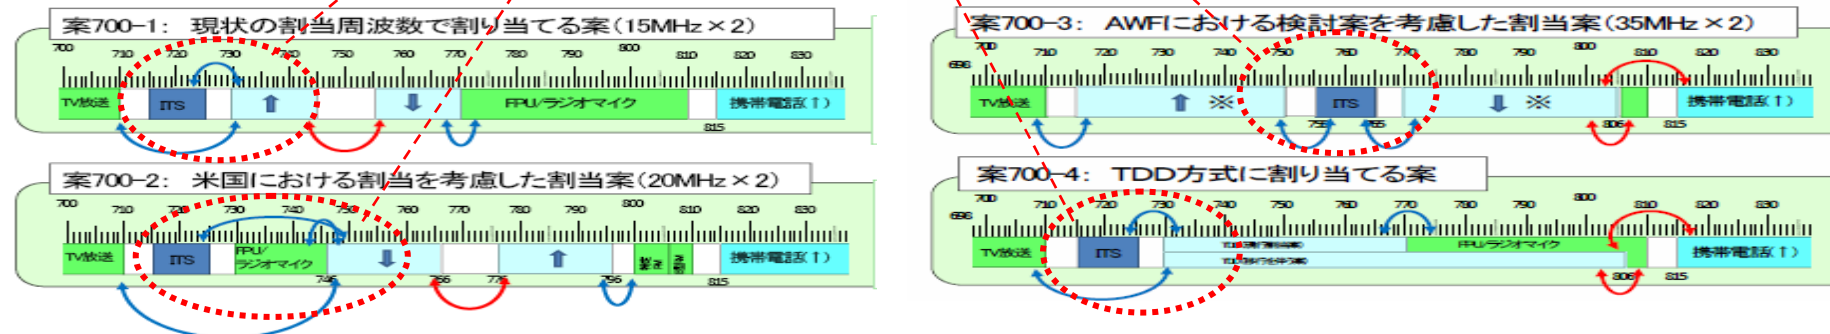 案700-1: 現状の割当周波数で割り当てる案(15MHz×2)
700 710 720 730 740 750 760 770 780 790 800 830
TV放送 ITS ⬆ ⬇ FPU/ラジオマイク 携帯電話(↑)
815
案700-2: 米国における割当を考慮した割当案(20MHz×2)
700 710 720 730 740 750 760 770 780 790 800 810 820 830
TV放送 ITS FPU/ラジオマイク ⬇ ⬆ 携帯電話(↑)
746 815
案700-3: AWFにおける検討案を考慮した割当案(35MHz×2)
700 710 720 730 740 750 760 770 780 790 800 810 820 830
698
TV放送 ⬆ ※ ITS ⬇ ※ 携帯電話(↑)
755 765 806 815
案700-4: TDD方式に割り当てる案
700 710 720 730 740 750 760 770 780 790 800 810 820 830
698
TV放送 ITS FPU/ラジオマイク 携帯電話(↑)
806 815